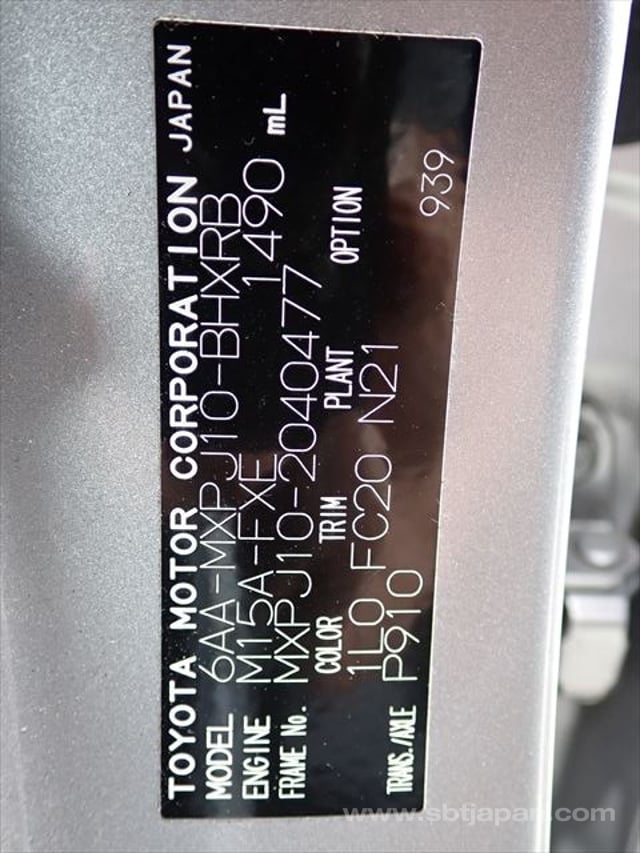 TOYOTA MOTOR CORPORATION JAPAN
MODEL 6AA-MXPJ10-BHXRB
ENGINE M15A-FXE 1490 mL
FRAME No. MXPJ10-2040477
COLOR TRIM PLANT OPTION
1L0 FC20 N21
TRANS./AXLE P910 939
www.sbtjapan.com